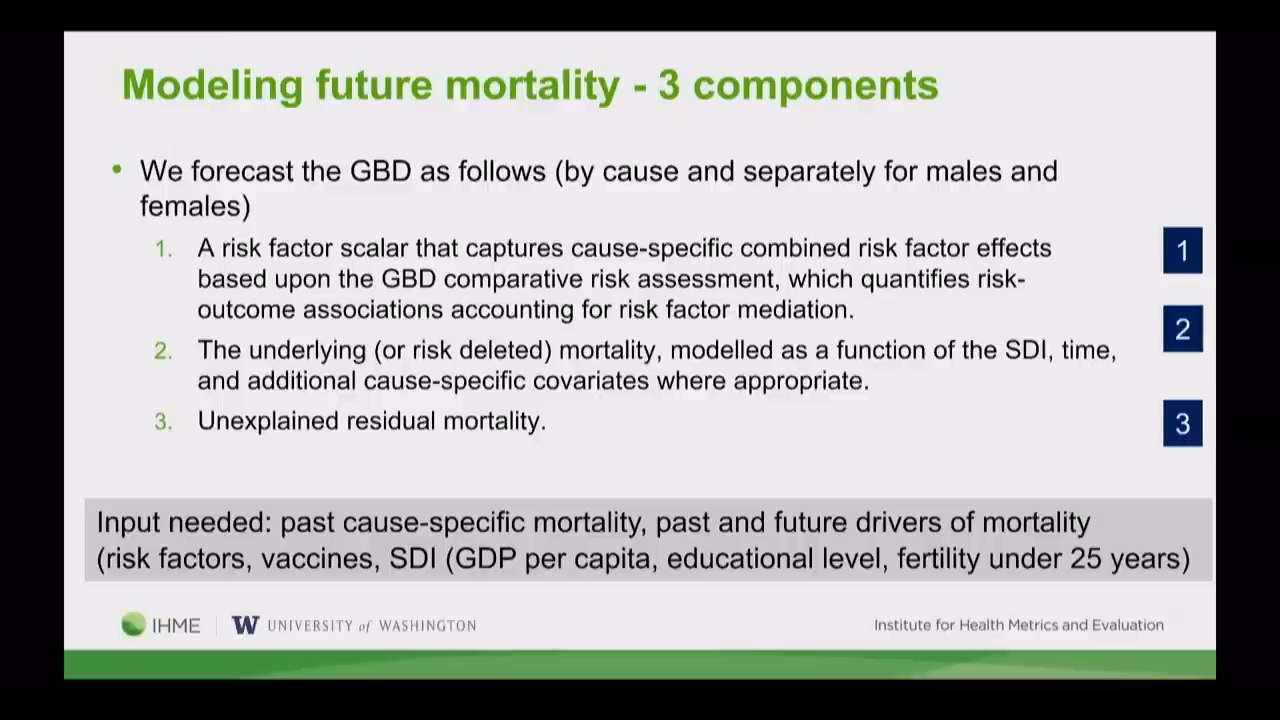 Modeling future mortality - 3 components
• We forecast the GBD as follows (by cause and separately for males and
females)
1. A risk factor scalar that captures cause-specific combined risk factor effects
based upon the GBD comparative risk assessment, which quantifies risk-
outcome associations accounting for risk factor mediation.
1
2. The underlying (or risk deleted) mortality, modelled as a function of the SDI, time,
and additional cause-specific covariates where appropriate.
2
3. Unexplained residual mortality.
3
Input needed: past cause-specific mortality, past and future drivers of mortality
(risk factors, vaccines, SDI (GDP per capita, educational level, fertility under 25 years)
IHME | W UNIVERSITY of WASHINGTON
Institute for Health Metrics and Evaluation